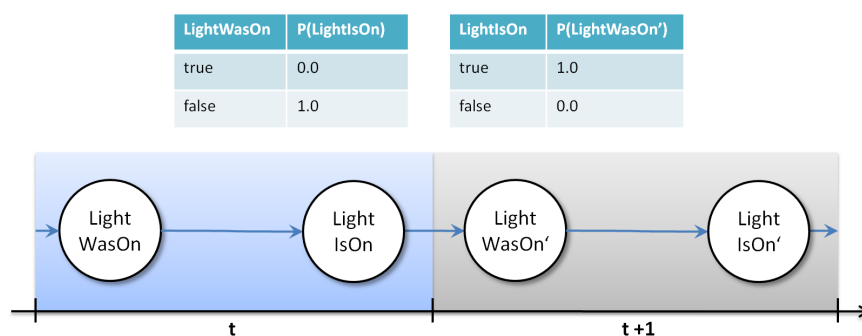 LightWasOn P(LightIsOn) LightIsOn P(LightWasOn’)
true 0.0 true 1.0
false 1.0 false 0.0
Light Light Light Light
WasOn IsOn WasOn‘ IsOn‘
t t +1